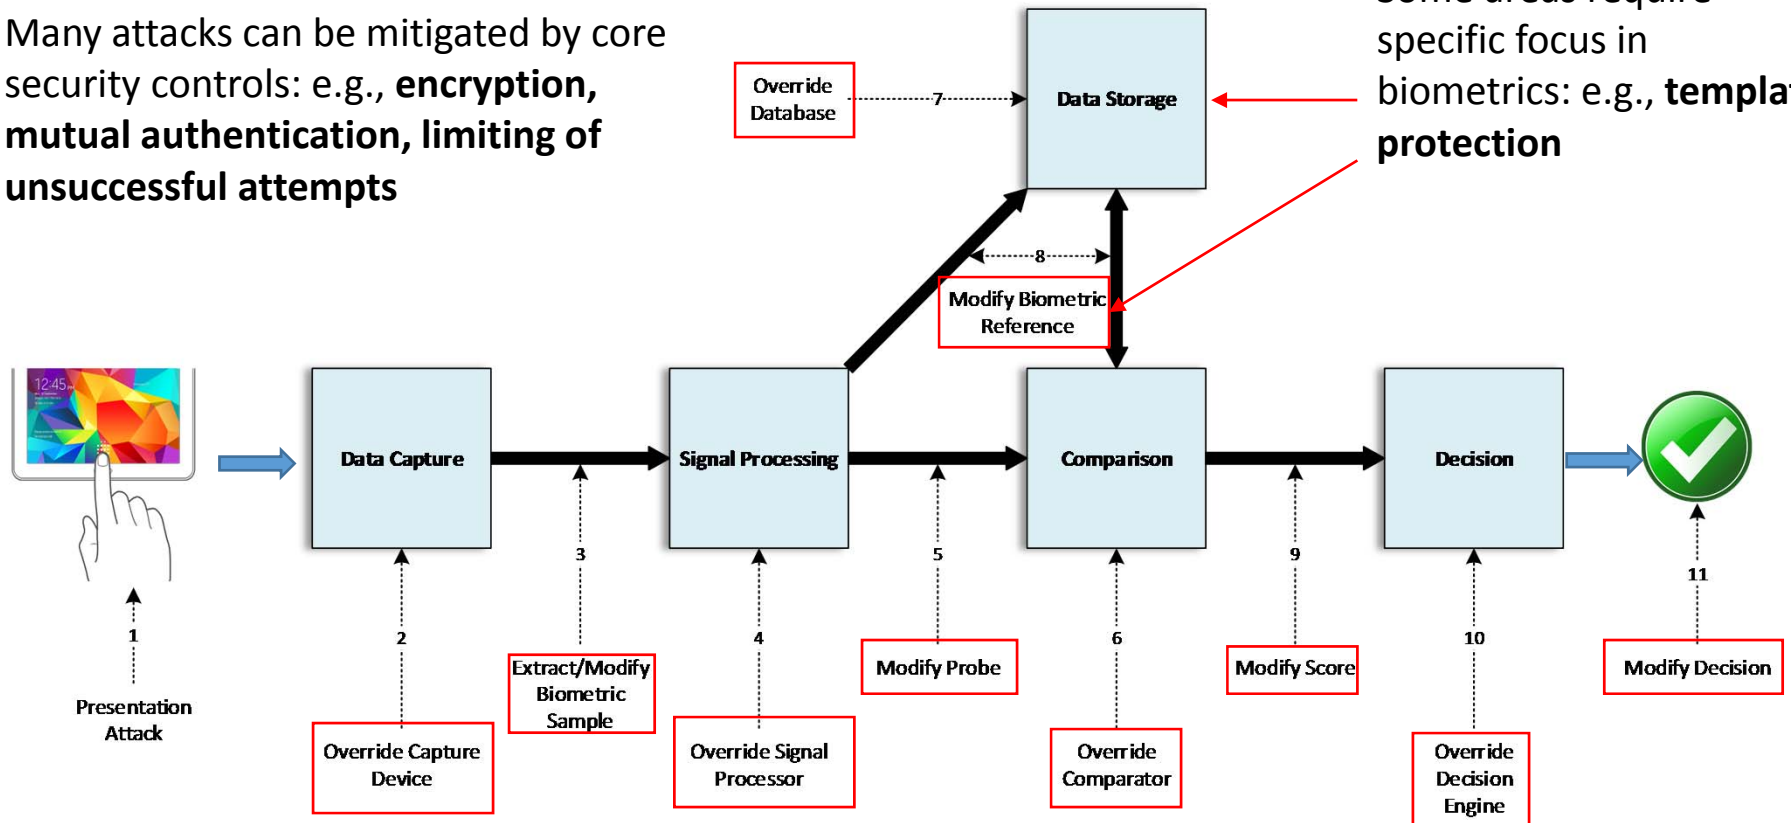 Many attacks can be mitigated by core
security controls: e.g., encryption,
mutual authentication, limiting of
unsuccessful attempts
Some areas require
specific focus in
biometrics: e.g.,
protection
Override
Database
7
Data Storage
8
Modify Biometric
Reference
12:45
Data Capture
Signal Processing
Comparison
Decision
1
2
3
4
5
6
9
10
11
Presentation
Attack
Override Capture
Device
Extract/Modify
Biometric
Sample
Override Signal
Processor
Modify Probe
Override
Comparator
Modify Score
Override
Decision
Engine
Modify Decision